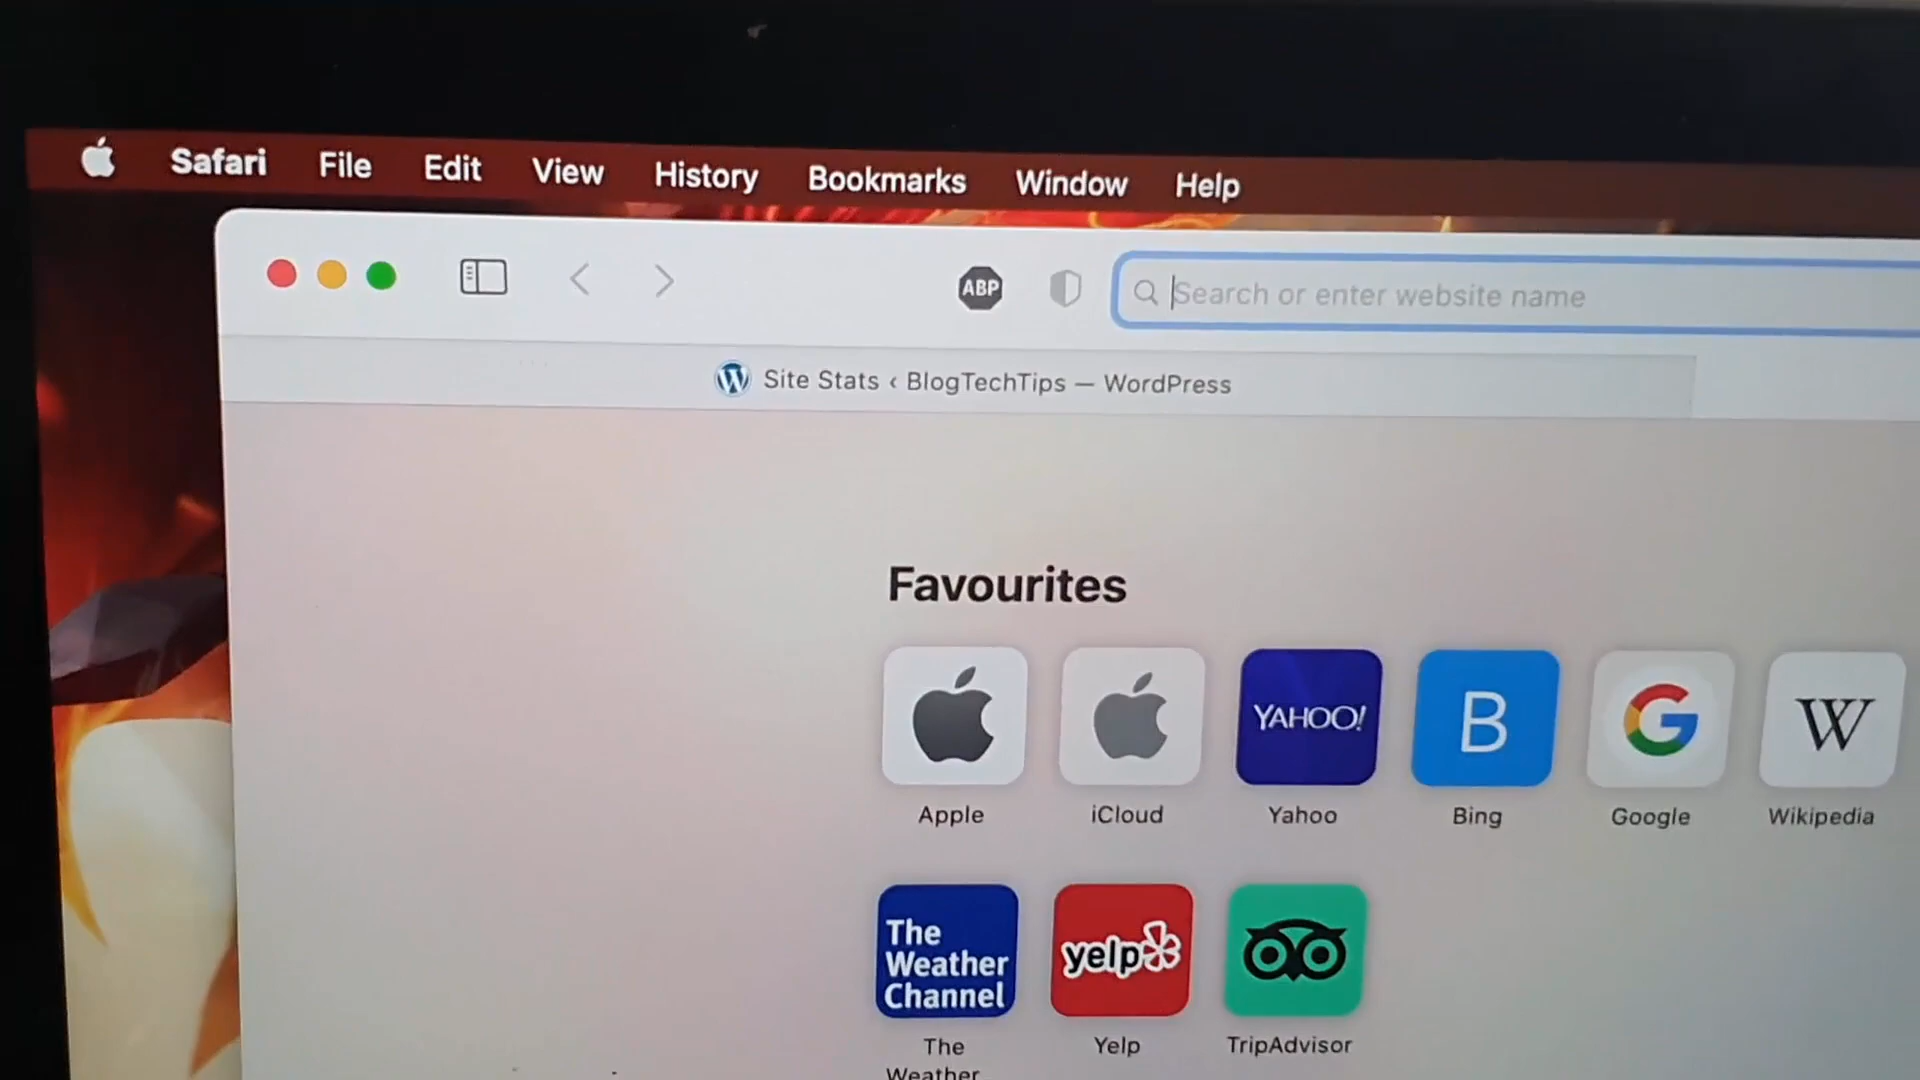 Safari File Edit View History Bookmarks Window Help
ABP Search or enter website name
Site Stats ‹ BlogTechTips — WordPress
Favourites
YAHOO! B G W
Apple iCloud Yahoo Bing Google Wikipedia
The
Weather
Channel
yelp
The
Weather
Yelp TripAdvisor